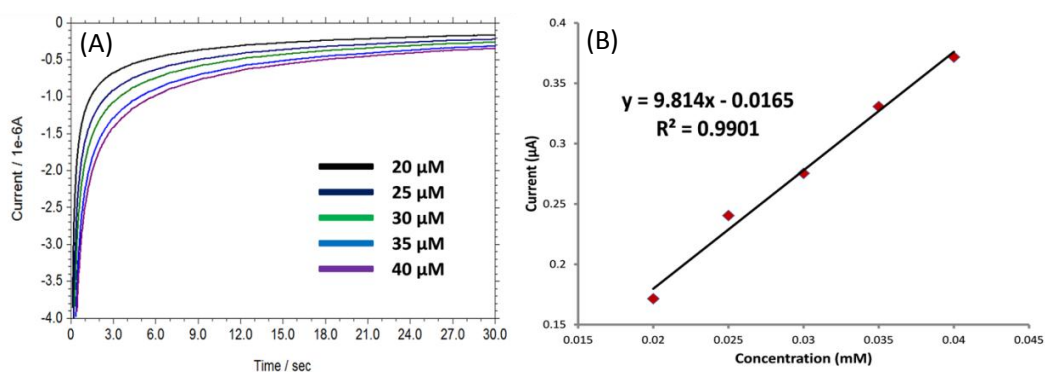 (A)
0
-0.5
-1.0
-1.5
-2.0
-2.5
-3.0
-3.5
-4.0
Current / 1e-6A
20 μM
25 μM
30 μM
35 μM
40 μM
0.0 3.0 6.0 9.0 12.0 15.0 18.0 21.0 24.0 27.0 30.0
Time / sec
(B)
0.4
0.35
0.3
0.25
0.2
0.15
Current (μA)
y = 9.814x - 0.0165
R² = 0.9901
0.015 0.02 0.025 0.03 0.035 0.04 0.045
Concentration (mM)